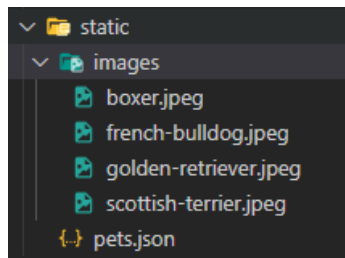 static
images
boxer.jpeg
french-bulldog.jpeg
golden-retriever.jpeg
scottish-terrier.jpeg
pets.json